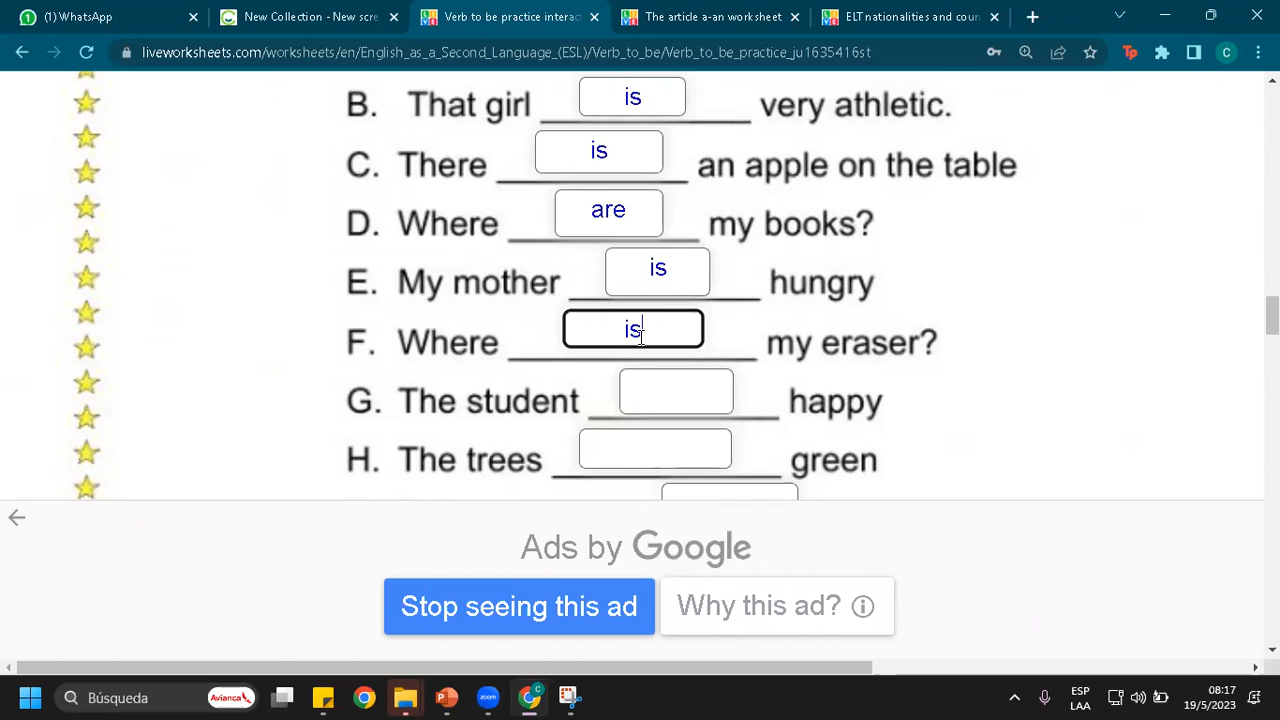 (1) WhatsApp
New Collection - New scre
Verb to be practice interac
The article a-an worksheet
ELT nationalities and coun
liveworksheets.com/worksheets/en/English_as_a_Second_Language_(ESL)/Verb_to_be/Verb_to_be_practice_ju1635416st
B. That girl is very athletic.
C. There is an apple on the table
D. Where are my books?
E. My mother is hungry
F. Where is my eraser?
G. The student happy
H. The trees green
Ads by Google
Stop seeing this ad
Why this ad?
Búsqueda
Avianca
ESP
LAA
08:17
19/5/2023